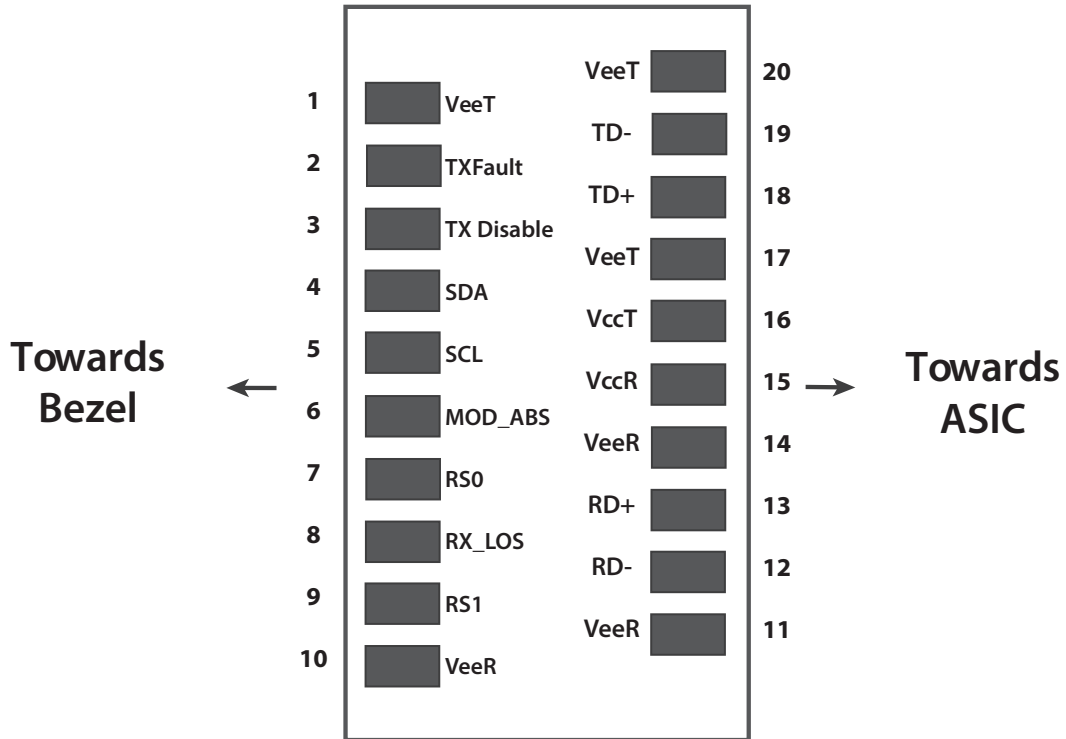 VeeT 20
1 VeeT
TD- 19
2 TXFault
TD+ 18
3 TX Disable
VeeT 17
4 SDA
VccT 16
5 SCL
Towards
Bezel
VccR 15
Towards
ASIC
6 MOD_ABS
VeeR 14
7 RS0
RD+ 13
8 RX_LOS
RD- 12
9 RS1
VeeR 11
10 VeeR